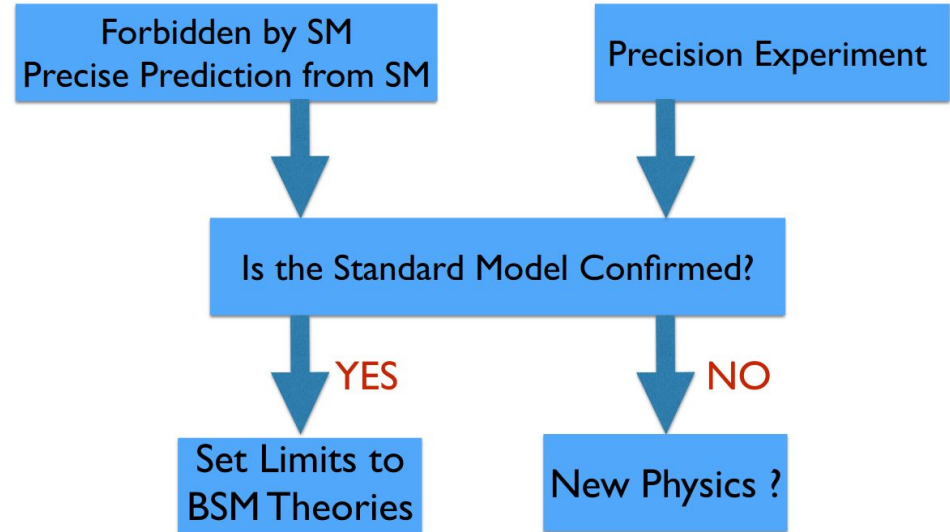 Forbidden by SM
Precise Prediction from SM
Precision Experiment
Is the Standard Model Confirmed?
YES
NO
Set Limits to
BSM Theories
New Physics ?